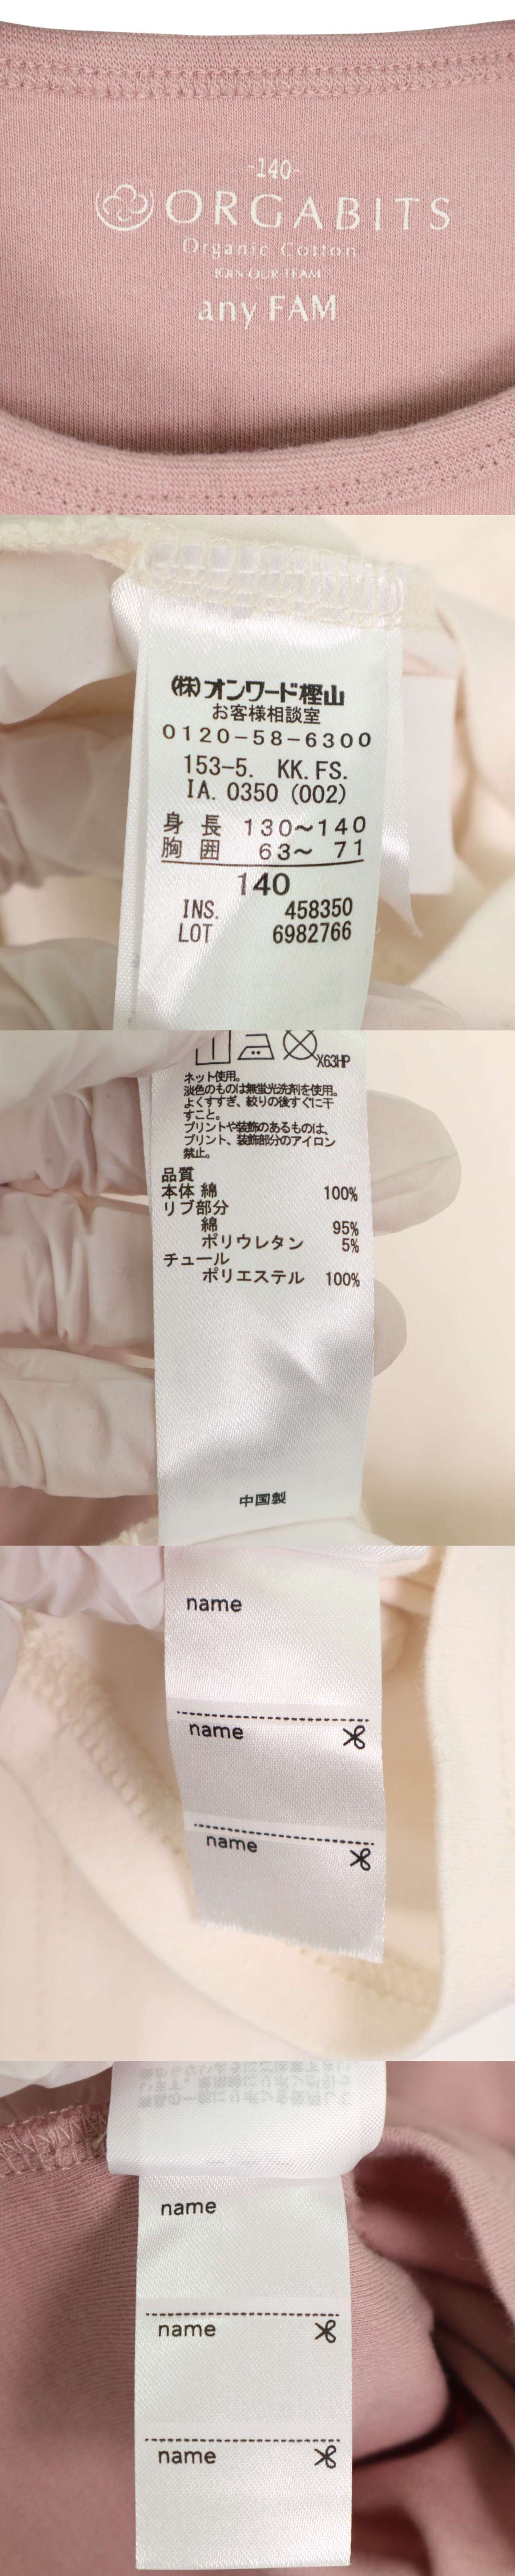 -140-
ORGABITS
Organic Cotton
JOIN OUR TEAM
any FAM
(株)オンワード樫山
お客様相談室
0120-58-6300
153-5. KK.FS.
IA. 0350 (002)
身長 130~140
胸囲 63~ 71
140
INS. 458350
LOT 6982766
X63HP
ネット使用。
淡色のものは無蛍光洗剤を使用。
よくすすぎ、絞りの後すぐに干
すこと。
プリントや装飾のあるものは、
プリント、装飾部分のアイロン
禁止。
品質
本体 綿 100%
リブ部分
綿 95%
ポリウレタン 5%
チュール
ポリエステル 100%
中国製
name
name
name
name
name
name